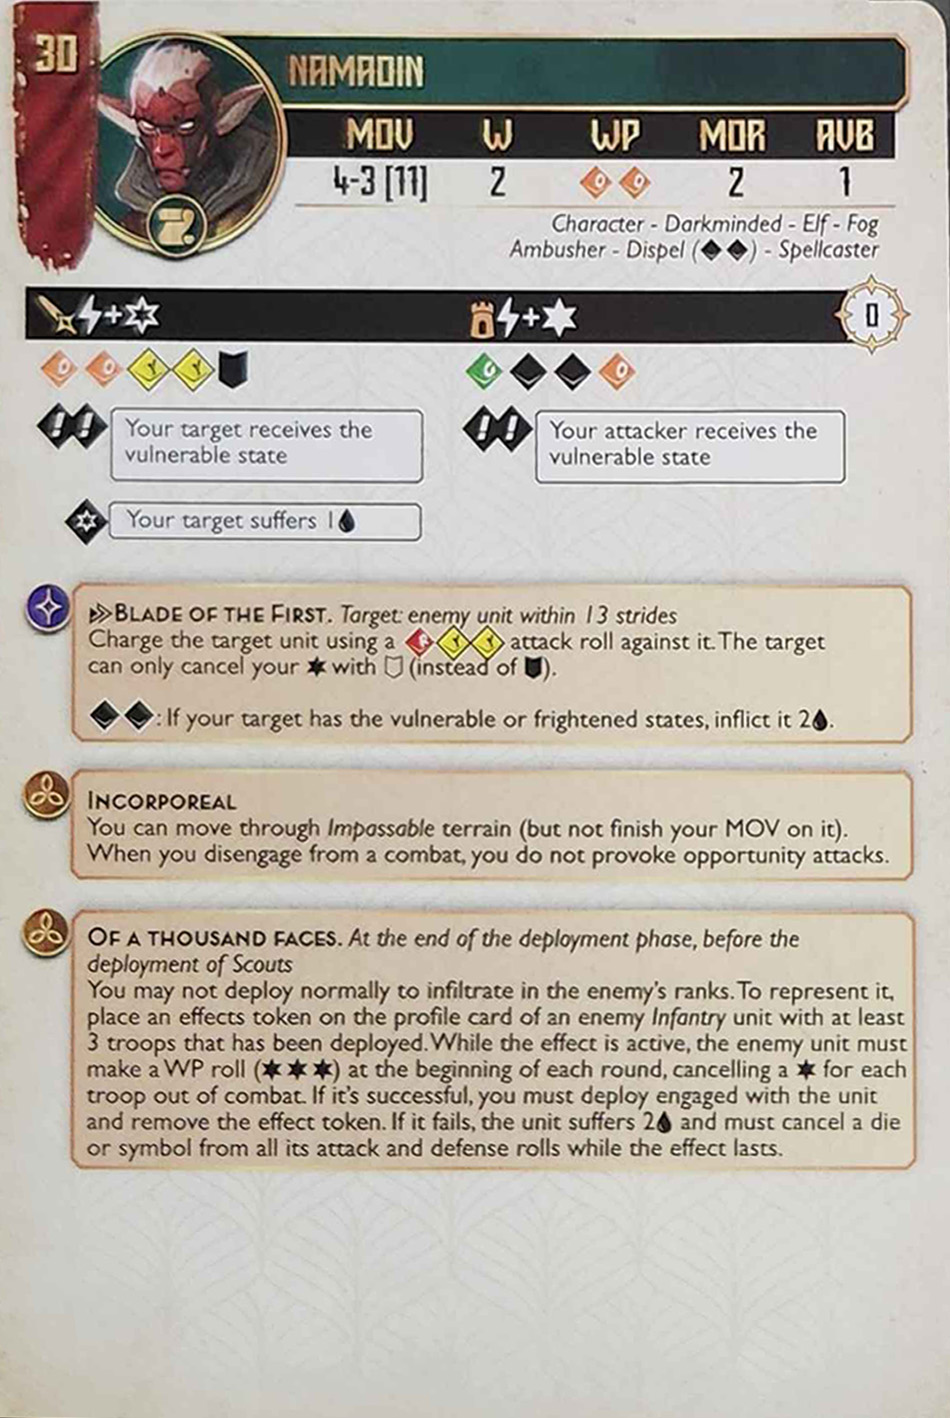 30
NAMADIN
MOV W WP MOR AVB
4-3 [11] 2 2 1
Character - Darkminded - Elf - Fog
Ambusher - Dispel ( ) - Spellcaster
+ + 0
Your target receives the
vulnerable state
Your attacker receives the
vulnerable state
Your target suffers 1
BLADE OF THE FIRST. Target: enemy unit within 13 strides
Charge the target unit using a attack roll against it. The target
can only cancel your with (instead of ).
: If your target has the vulnerable or frightened states, inflict it 2 .
INCORPOREAL
You can move through Impassable terrain (but not finish your MOV on it).
When you disengage from a combat, you do not provoke opportunity attacks.
OF A THOUSAND FACES. At the end of the deployment phase, before the
deployment of Scouts
You may not deploy normally to infiltrate in the enemy's ranks. To represent it,
place an effects token on the profile card of an enemy Infantry unit with at least
3 troops that has been deployed. While the effect is active, the enemy unit must
make a WP roll ( ) at the beginning of each round, cancelling a for each
troop out of combat. If it's successful, you must deploy engaged with the unit
and remove the effect token. If it fails, the unit suffers 2 and must cancel a die
or symbol from all its attack and defense rolls while the effect lasts.